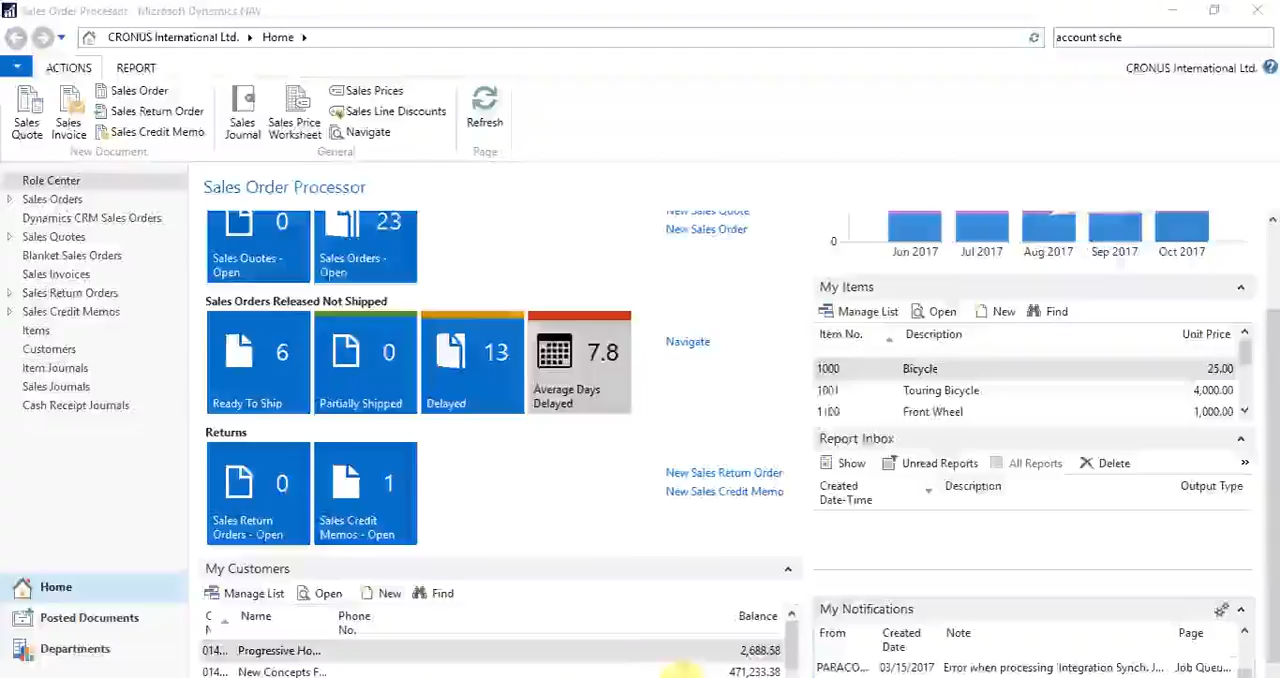 Sales Order Processor - Microsoft Dynamics NAV
CRONUS International Ltd. Home
account sche
ACTIONS REPORT
CRONUS International Ltd.
Sales Quote
Sales Invoice
Sales Order
Sales Return Order
Sales Credit Memo
New Document
Sales Journal
Sales Price Worksheet
Sales Prices
Sales Line Discounts
Navigate
General
Refresh
Page
Role Center
Sales Orders
Dynamics CRM Sales Orders
Sales Quotes
Blanket Sales Orders
Sales Invoices
Sales Return Orders
Sales Credit Memos
Items
Customers
Item Journals
Sales Journals
Cash Receipt Journals
Home
Posted Documents
Departments
Sales Order Processor
0
Sales Quotes -
Open
23
Sales Orders -
Open
New Sales Quote
New Sales Order
Sales Orders Released Not Shipped
6
Ready To Ship
0
Partially Shipped
13
Delayed
7.8
Average Days
Delayed
Navigate
Returns
0
Sales Return
Orders - Open
1
Sales Credit
Memos - Open
New Sales Return Order
New Sales Credit Memo
My Customers
Manage List Open New Find
Name Phone No. Balance
014... Progressive Ho... 2,688.58
014... New Concepts F... 471,233.38
0
Jun 2017 Jul 2017 Aug 2017 Sep 2017 Oct 2017
My Items
Manage List Open New Find
Item No. Description Unit Price
1000 Bicycle 25.00
1001 Touring Bicycle 4,000.00
1100 Front Wheel 1,000.00
Report Inbox
Show Unread Reports All Reports Delete
Created Date-Time Description Output Type
My Notifications
From Created Date Note Page
PARACO... 03/15/2017 Error when processing 'Integration Synch. J... Job Queu...